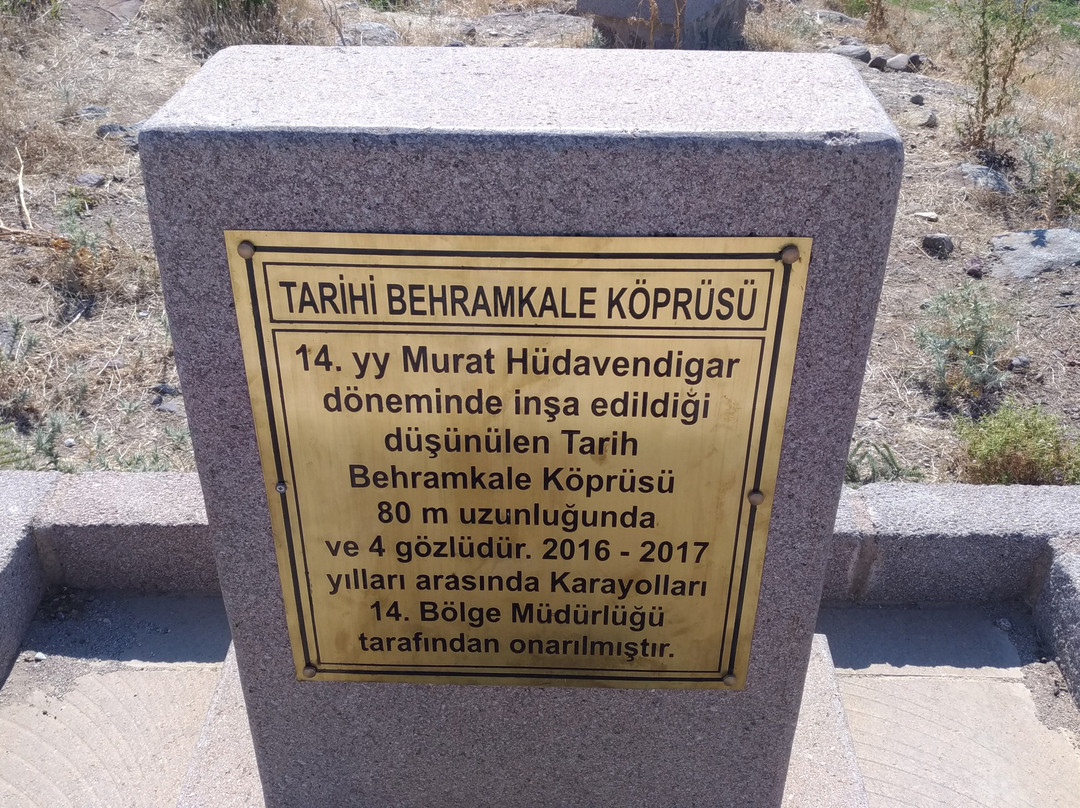 TARİHİ BEHRAMKALE KÖPRÜSÜ
14. yy Murat Hüdavendigar
döneminde inşa edildiği
düşünülen Tarih
Behramkale Köprüsü
80 m uzunluğunda
ve 4 gözlüdür. 2016 - 2017
yılları arasında Karayolları
14. Bölge Müdürlüğü
tarafından onarılmıştır.